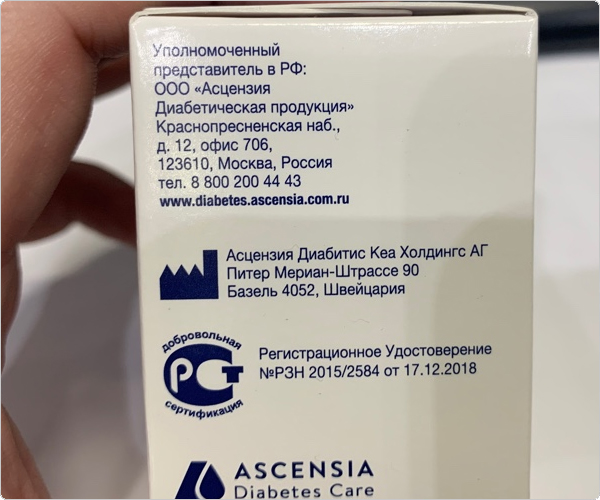 Уполномоченный
представитель в РФ:
ООО «Асцензия
Диабетическая продукция»
Краснопресненская наб.,
д. 12, офис 706,
123610, Москва, Россия
тел. 8 800 200 44 43
www.diabetes.ascensia.com.ru
Асцензия Диабитис Кеа Холдингс АГ
Питер Мериан-Штрассе 90
Базель 4052, Швейцария
добровольная
РСТ
сертификация
Регистрационное Удостоверение
№РЗН 2015/2584 от 17.12.2018
ASCENSIA
Diabetes Care